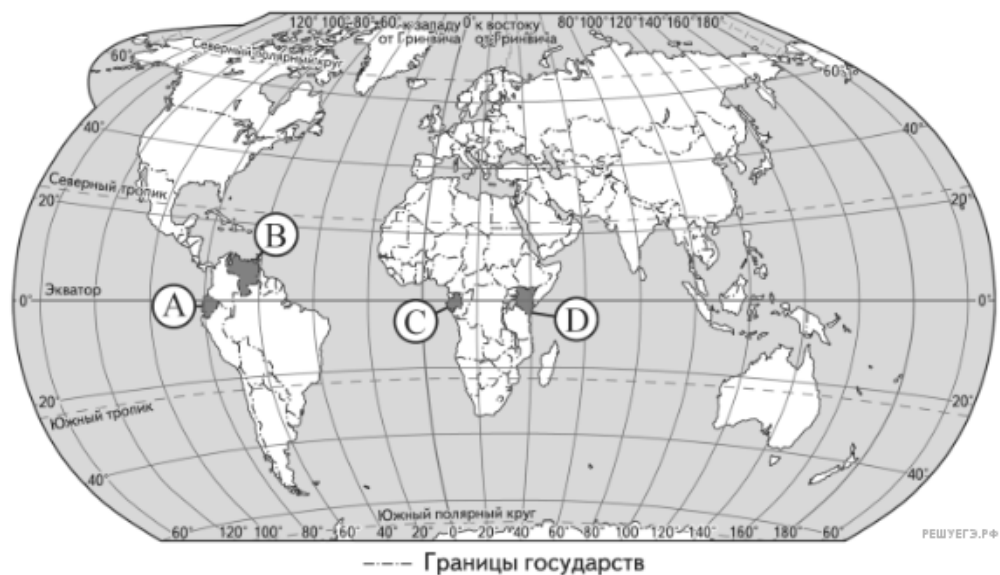 120° 100° 80° 60° к западу 0° к востоку 80° 100° 120° 140° 160° 180°
от Гринвича от Гринвича
Северный полярный круг
60° 60°
40° 40°
Северный тропик
20° 20°
B
Экватор
0° 0°
A C D
20° 20°
Южный тропик
40° 40°
Южный полярный круг
60° 120° 100° 80° 60° 40° 20° 0° 20° 40° 60° 80° 100° 120° 140° 180° 60°
РЕШУЕГЭ.РФ
Границы государств